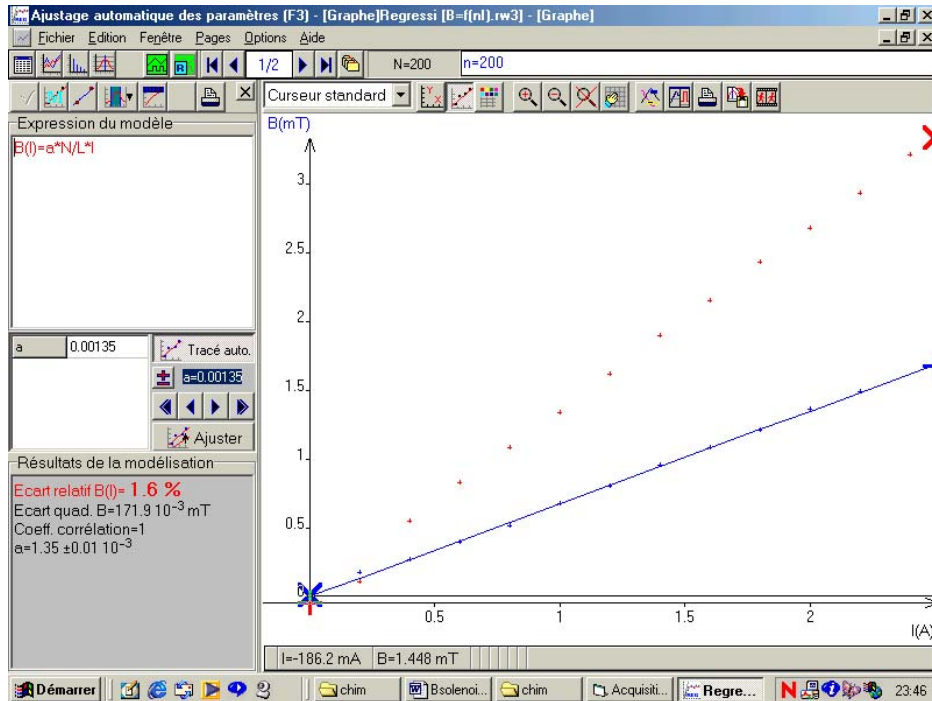 Ajustage automatique des paramètres (F3) - [Graphe]Regressi [B=f(nI).rw3] - [Graphe]
Fichier Edition Fenêtre Pages Options Aide
1/2 N=200 n=200
Curseur standard
Expression du modèle
B(I)=a*N/L*I
a 0.00135
Tracé auto.
a=0.00135
Ajuster
Résultats de la modélisation
Ecart relatif B(I)= 1.6 %
Ecart quad. B=171.9 10-3 mT
Coeff. corrélation=1
a=1.35 ±0.01 10-3
B(mT)
3
2.5
2
1.5
1
0.5
0
0.5 1 1.5 2
I(A)
I=-186.2 mA B=1.448 mT
Démarrer chim Bsolenoi... chim Acquisiti... Regre... N 23:46